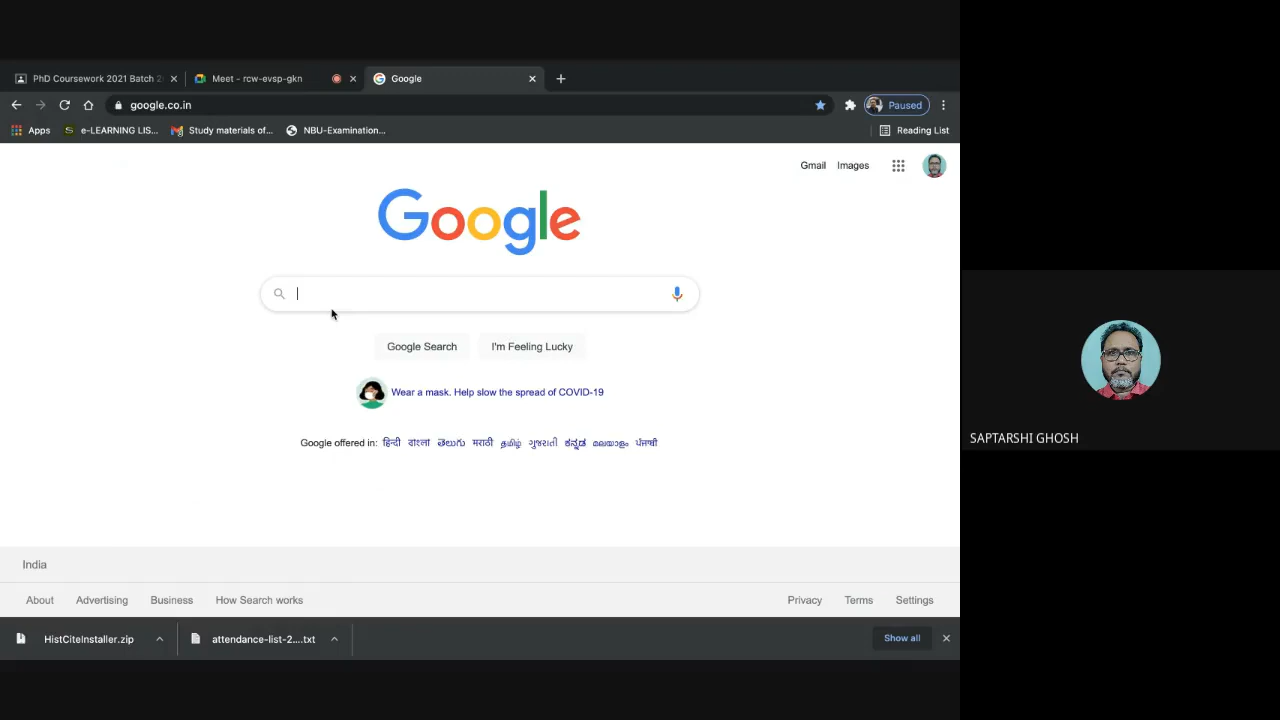 PhD Coursework 2021 Batch 2
Meet - rcw-evsp-gkn
Google
google.co.in
Paused
Apps
e-LEARNING LIS...
Study materials of...
NBU-Examination...
Reading List
Gmail Images
Google
Google Search I'm Feeling Lucky
Wear a mask. Help slow the spread of COVID-19
Google offered in: हिन्दी বাংলা తెలుగు मराठी தமிழ் ગુજરાતી ಕನ್ನಡ മലയാളം ਪੰਜਾਬੀ
SAPTARSHI GHOSH
India
About Advertising Business How Search works Privacy Terms Settings
HistCiteInstaller.zip attendance-list-2....txt Show all